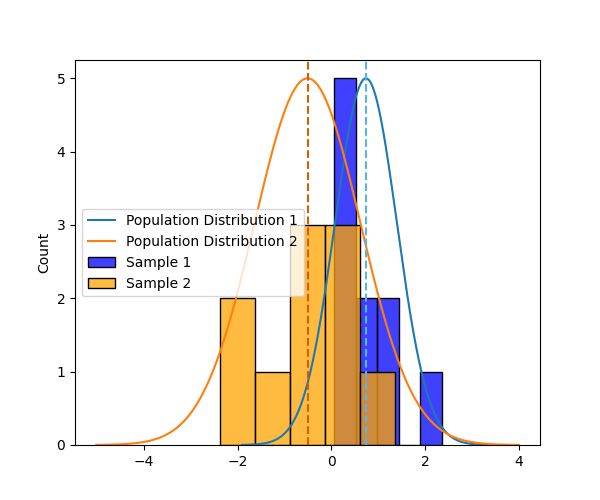 5
4
3
2
1
0
Count
Population Distribution 1
Population Distribution 2
Sample 1
Sample 2
−4 −2 0 2 4